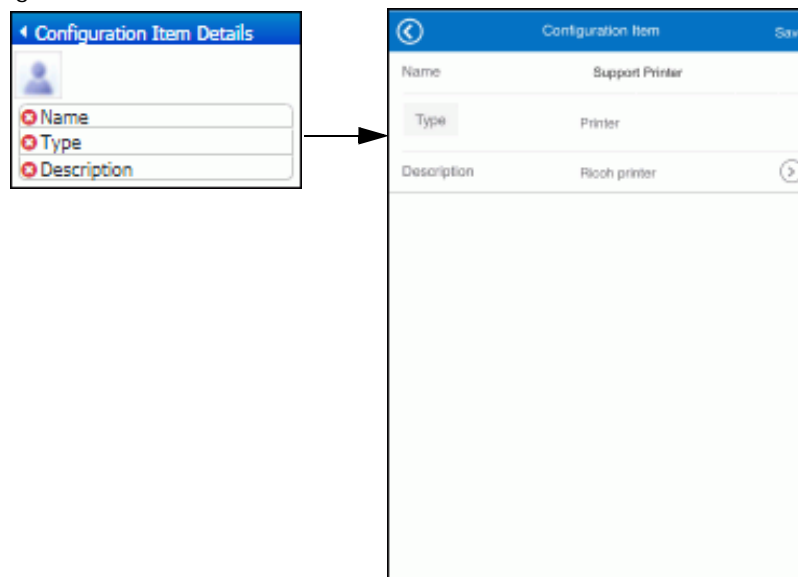 Configuration Item Details
Name
Type
Description
Configuration Item
Name Support Printer
Type Printer
Description Ricoh printer